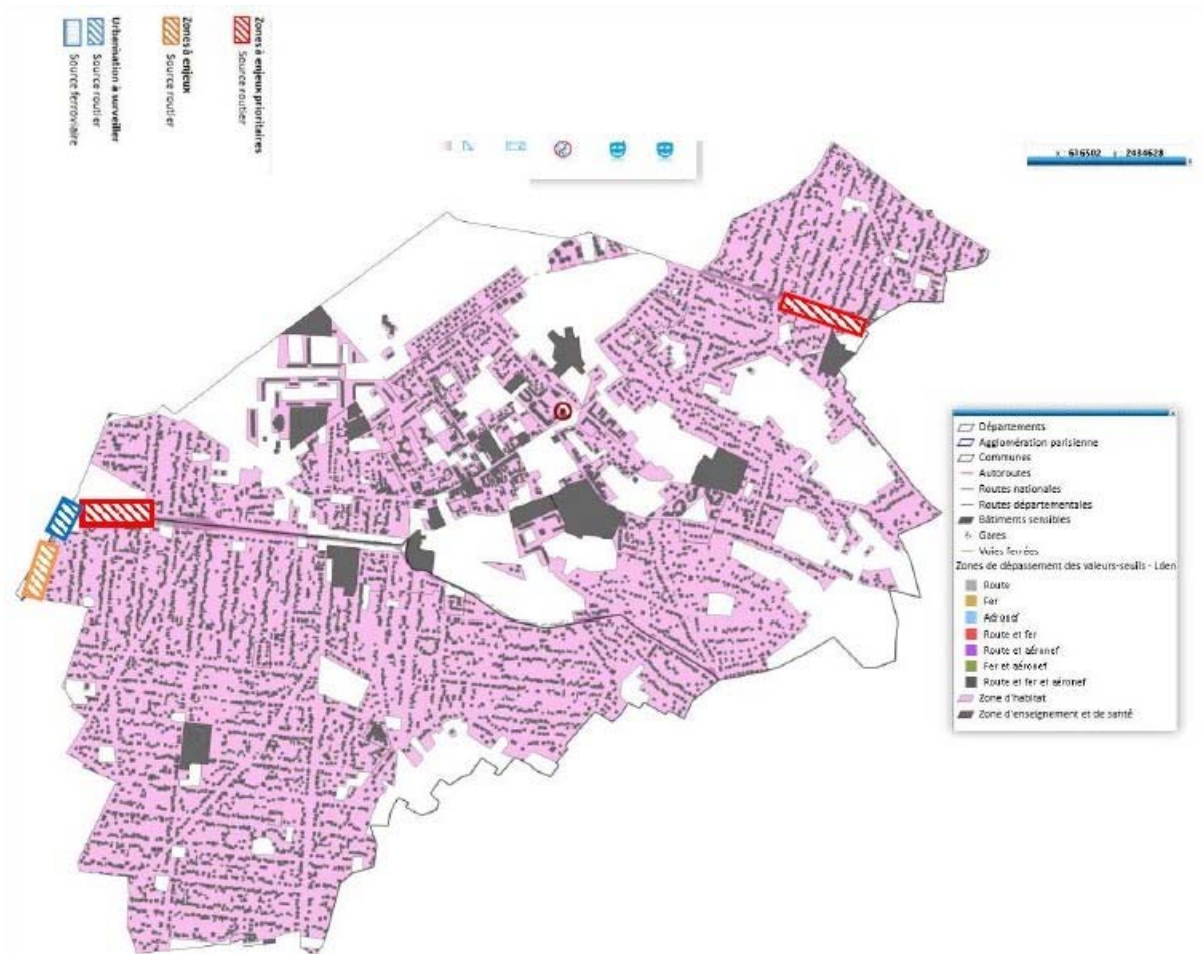 Zones à enjeux prioritaires
Source routier
Zones à enjeux
Source routier
Urbanisation à surveiller
Source routier
Source ferroviaire
x : 636502 y : 2434628
Départements
Agglomération parisienne
Communes
Autoroutes
Routes nationales
Routes départementales
Bâtiments sensibles
Gares
Voies ferrées
Zones de dépassement des valeurs-seuils - Lden
Route
Fer
Aéronef
Route et fer
Route et aéronef
Fer et aéronef
Route et fer et aéronef
Zone d'habitat
Zone d'enseignement et de santé